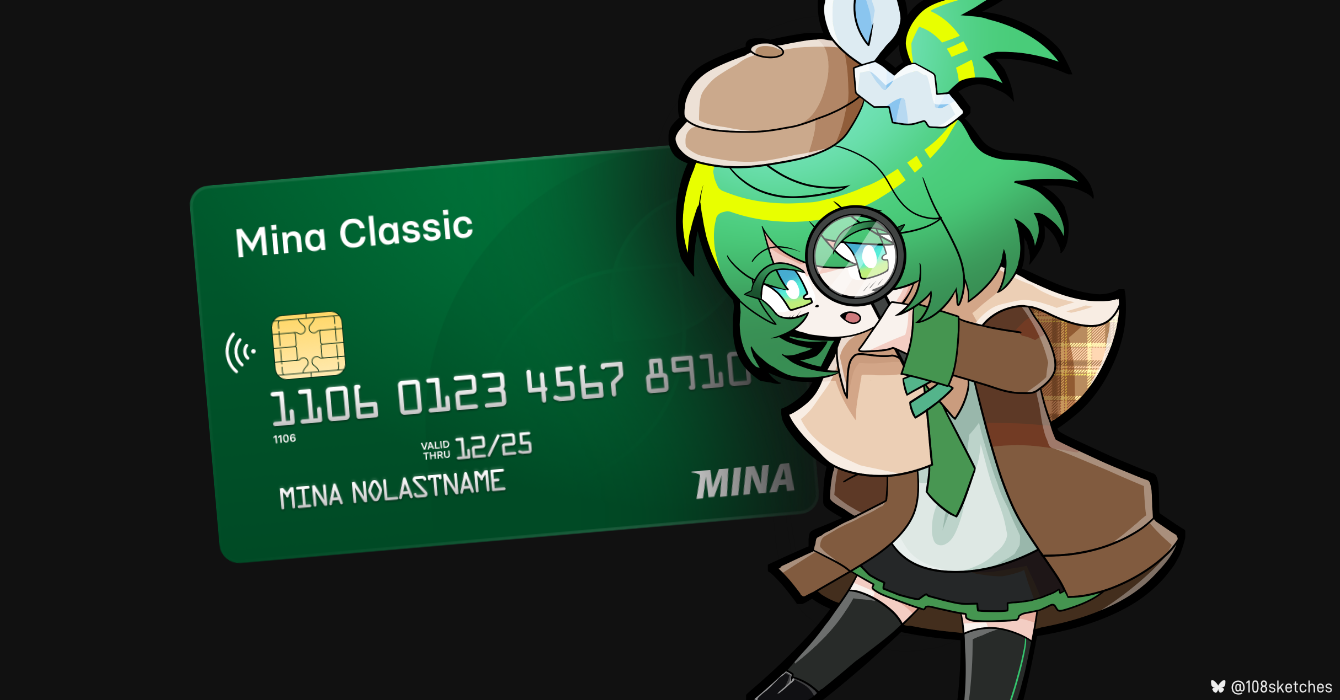 Mina Classic
1106 0123 4567 8910
1106
VALID
THRU 12/25
MINA NOLASTNAME
MINA
@108sketches